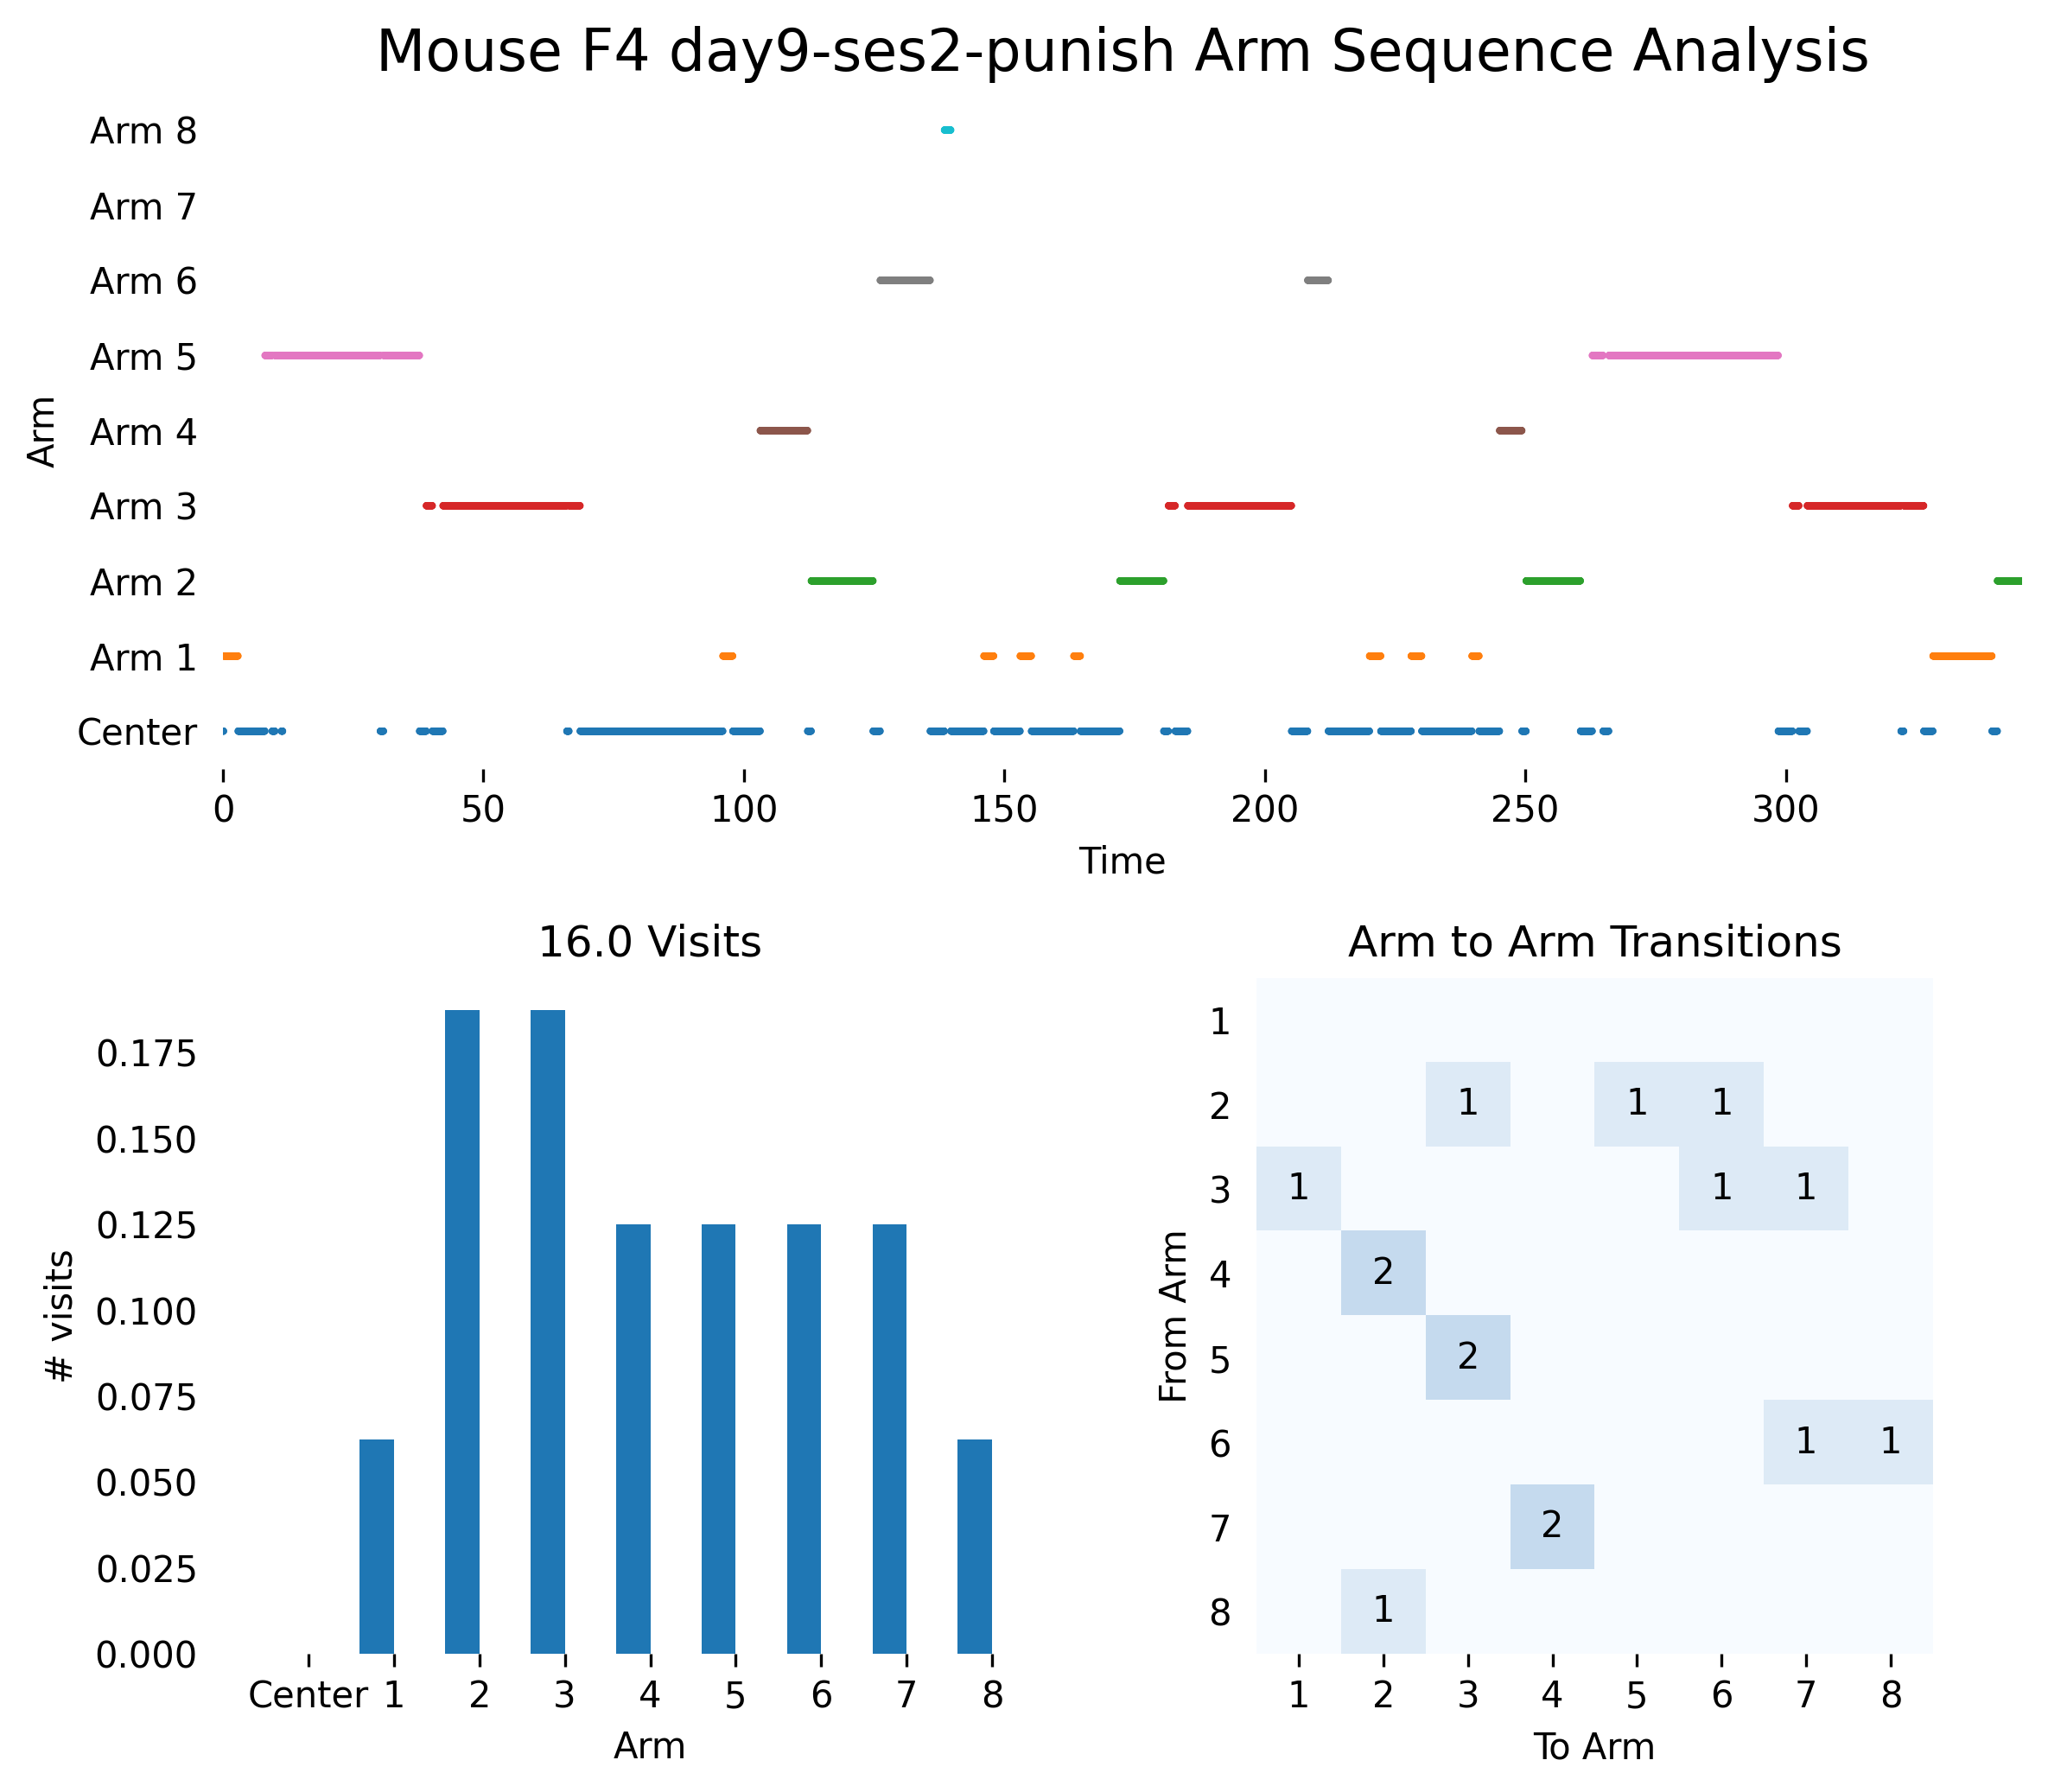 Mouse F4 day9-ses2-punish Arm Sequence Analysis
Arm
Arm 8
Arm 7
Arm 6
Arm 5
Arm 4
Arm 3
Arm 2
Arm 1
Center
0 50 100 150 200 250 300
Time
16.0 Visits
# visits
0.175
0.150
0.125
0.100
0.075
0.050
0.025
0.000
Center 1 2 3 4 5 6 7 8
Arm
Arm to Arm Transitions
From Arm
1
2 1 1 1
3 1 1 1
4 2
5 2
6 1 1
7 2
8 1
1 2 3 4 5 6 7 8
To Arm